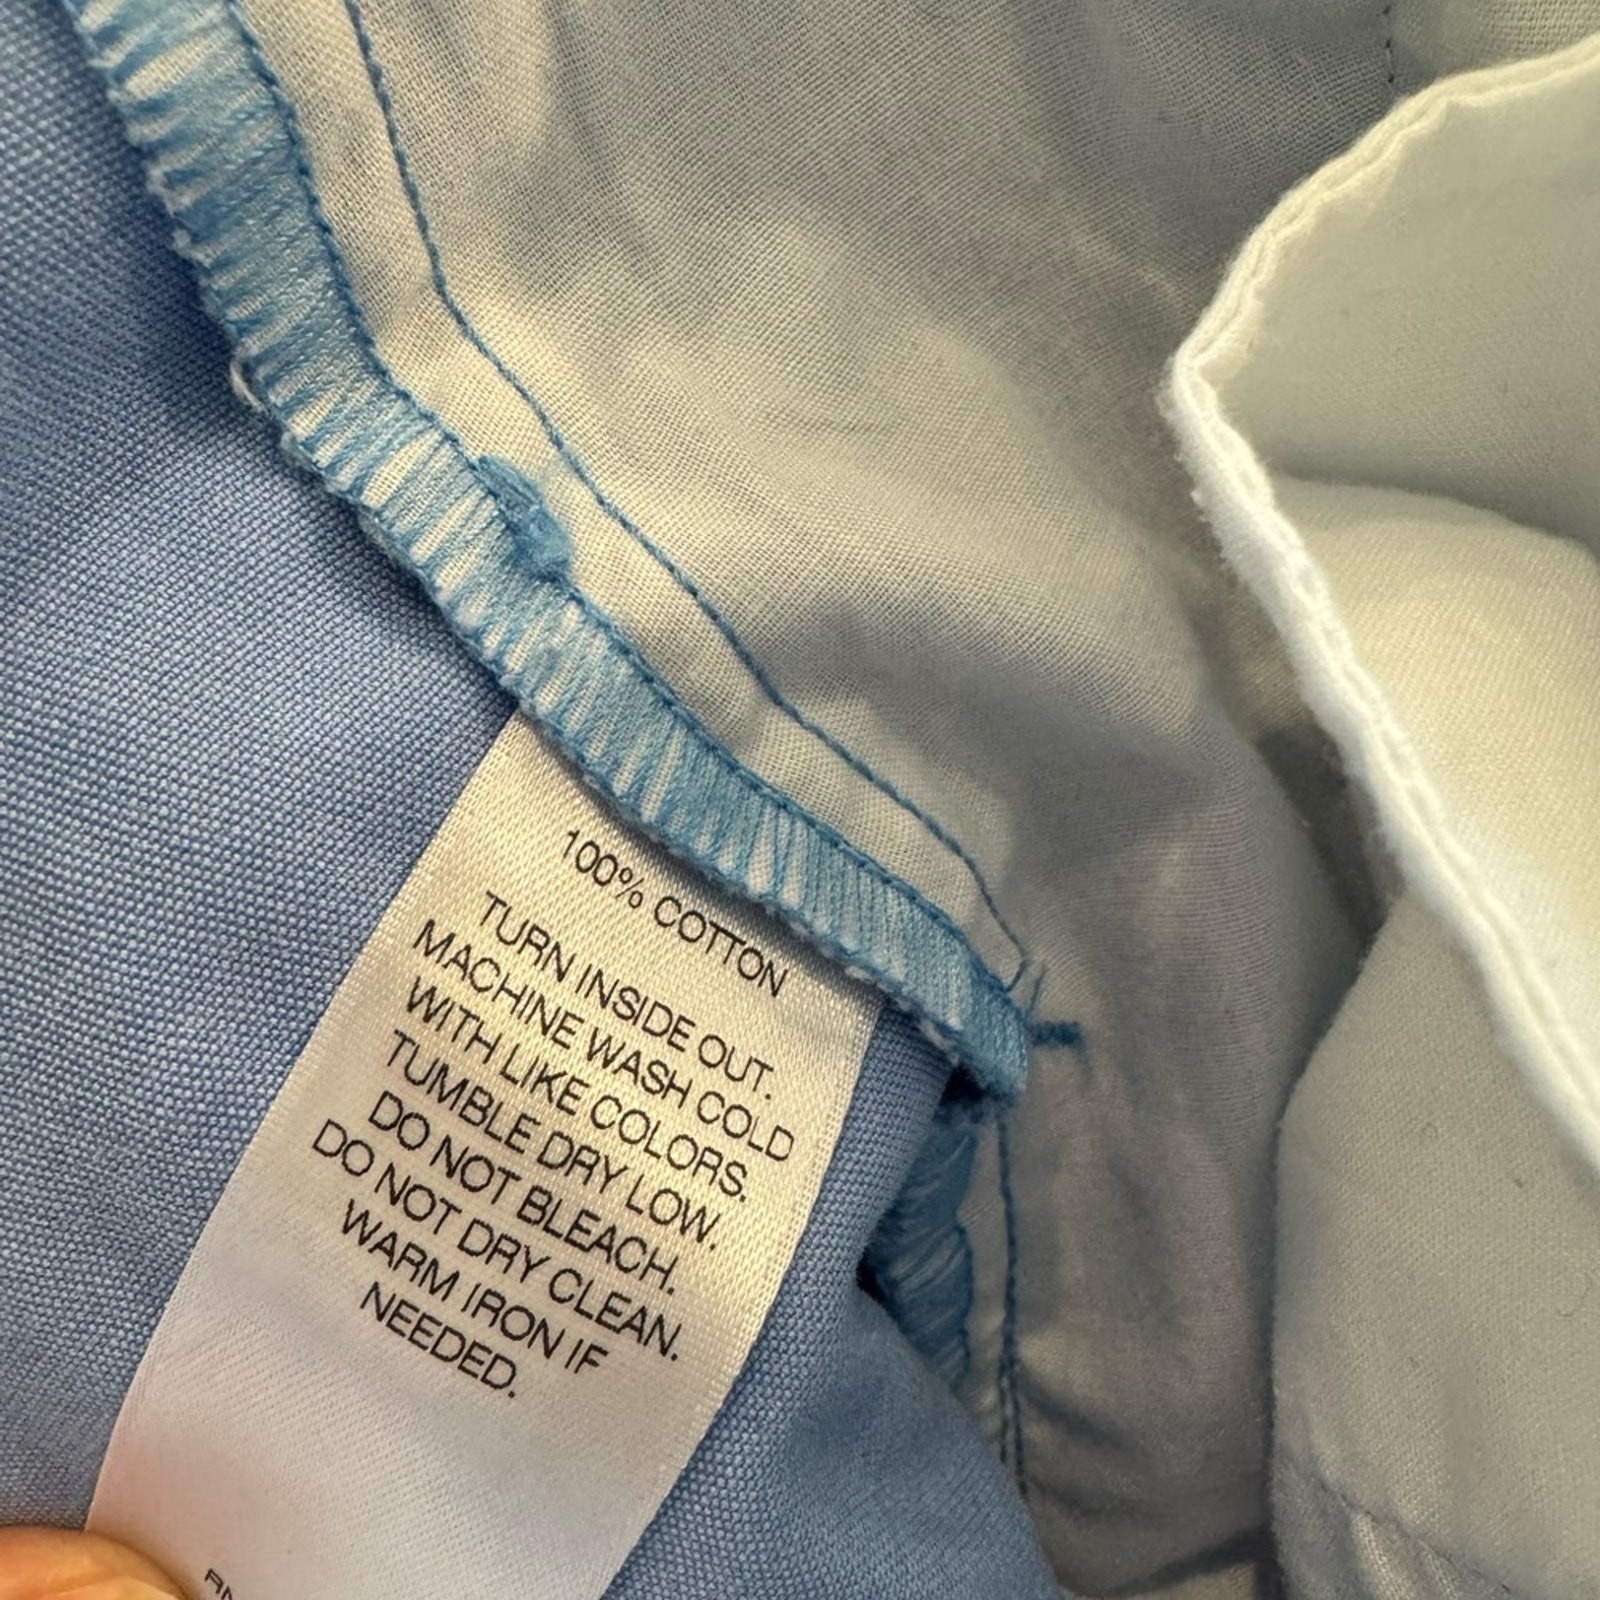 100% COTTON
TURN INSIDE OUT.
MACHINE WASH COLD
WITH LIKE COLORS.
TUMBLE DRY LOW.
DO NOT BLEACH.
DO NOT DRY CLEAN.
WARM IRON IF
NEEDED.